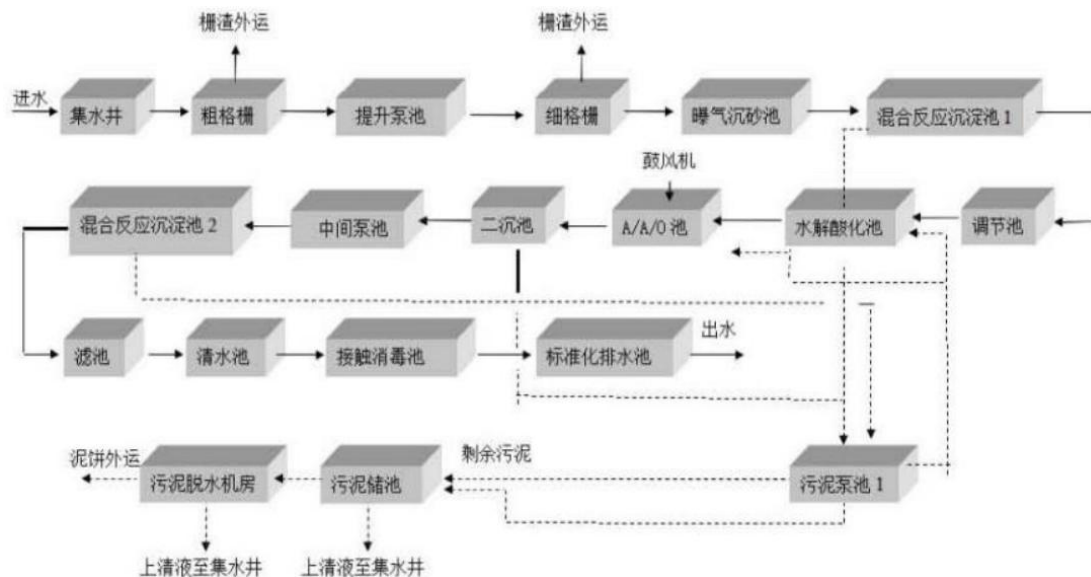 栅渣外运
栅渣外运
进水
集水井
粗格栅
提升泵池
细格栅
曝气沉砂池
混合反应沉淀池1
鼓风机
混合反应沉淀池2
中间泵池
二沉池
A/A/O池
水解酸化池
调节池
滤池
清水池
接触消毒池
标准化排水池
出水
泥饼外运
污泥脱水机房
污泥储池
剩余污泥
污泥泵池1
上清液至集水井
上清液至集水井